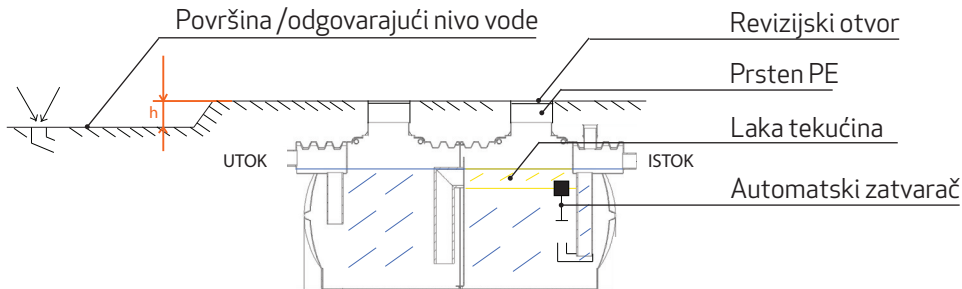 Površina /odgovarajući nivo vode
Revizijski otvor
Prsten PE
h
Laka tekućina
UTOK
ISTOK
Automatski zatvarač